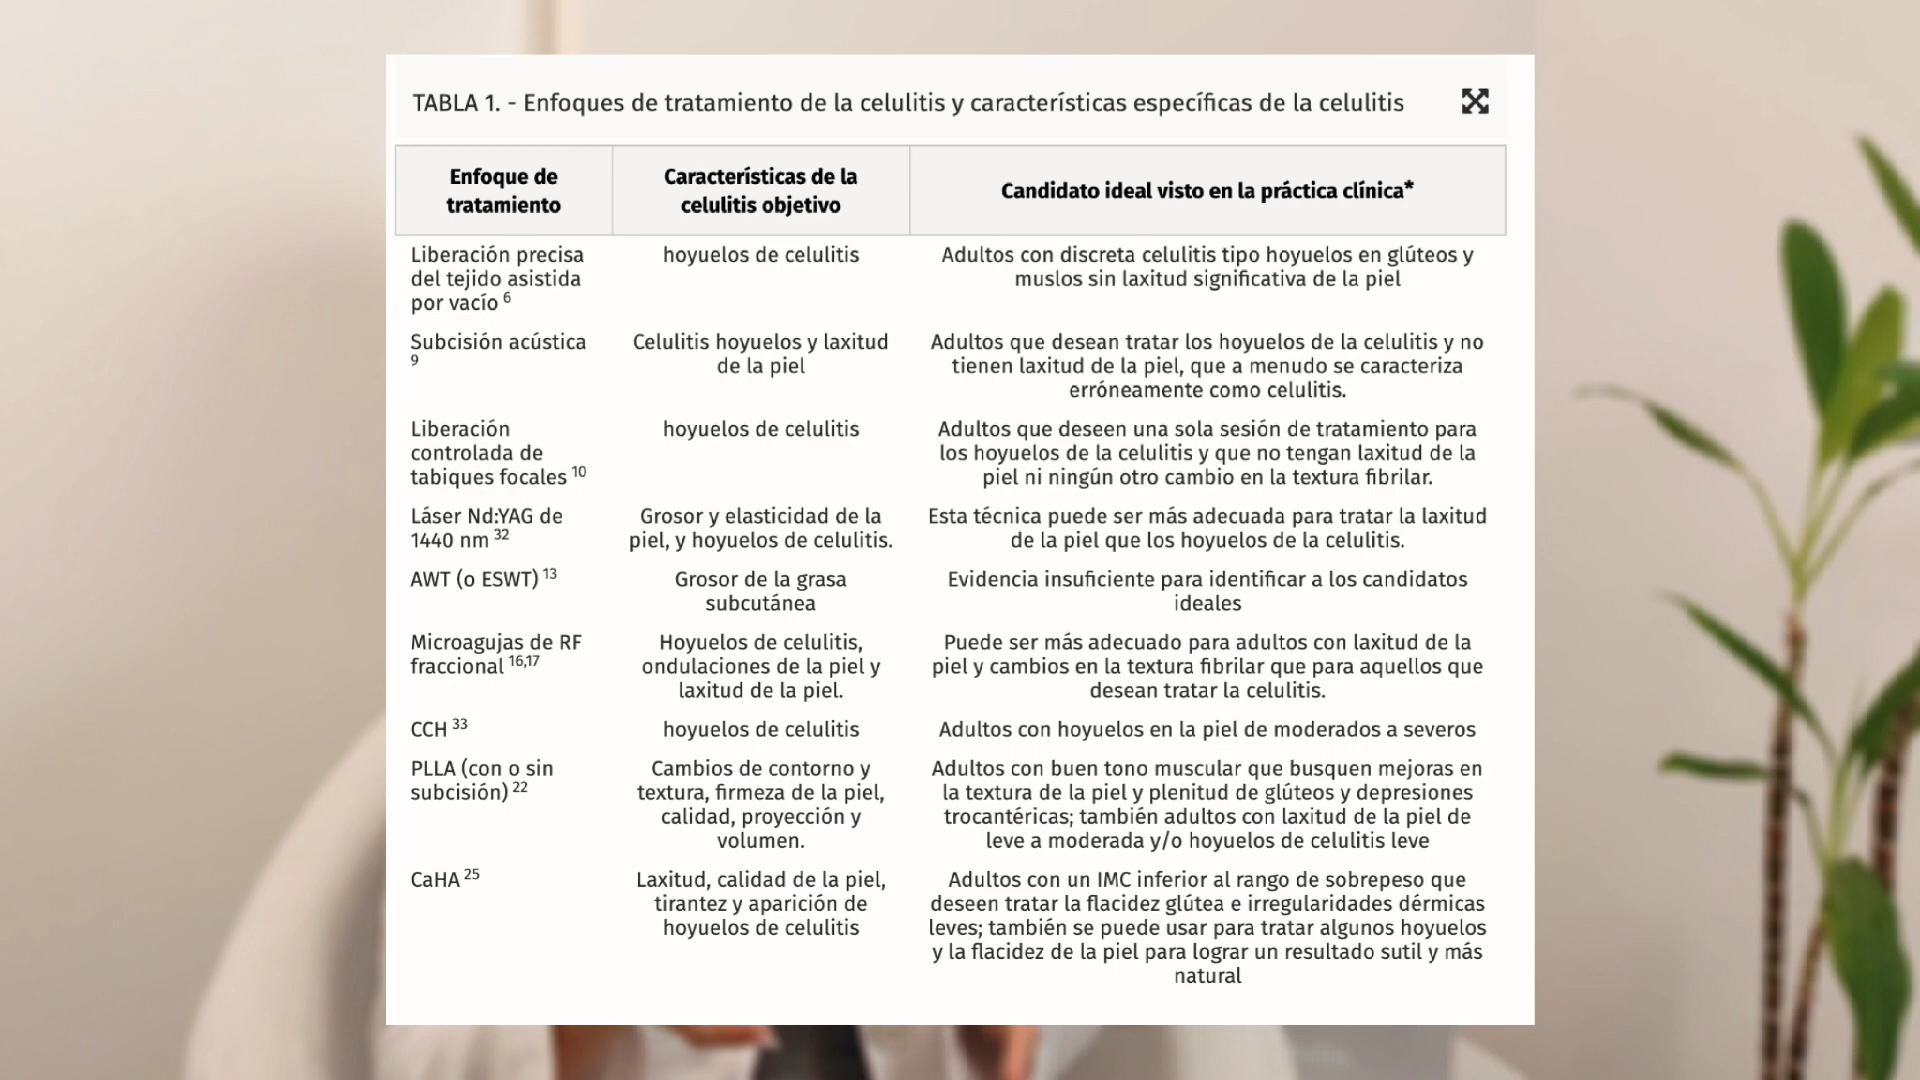 TABLA 1. - Enfoques de tratamiento de la celulitis y características específicas de la celulitis
Enfoque de
tratamiento
Características de la
celulitis objetivo
Candidato ideal visto en la práctica clínica*
Liberación precisa
del tejido asistida
por vacío 6
hoyuelos de celulitis
Adultos con discreta celulitis tipo hoyuelos en glúteos y
muslos sin laxitud significativa de la piel
Subcisión acústica
9
Celulitis hoyuelos y laxitud
de la piel
Adultos que desean tratar los hoyuelos de la celulitis y no
tienen laxitud de la piel, que a menudo se caracteriza
erróneamente como celulitis.
Liberación
controlada de
tabiques focales 10
hoyuelos de celulitis
Adultos que deseen una sola sesión de tratamiento para
los hoyuelos de la celulitis y que no tengan laxitud de la
piel ni ningún otro cambio en la textura fibrilar.
Láser Nd:YAG de
1440 nm 32
Grosor y elasticidad de la
piel, y hoyuelos de celulitis.
Esta técnica puede ser más adecuada para tratar la laxitud
de la piel que los hoyuelos de la celulitis.
AWT (o ESWT) 13
Grosor de la grasa
subcutánea
Evidencia insuficiente para identificar a los candidatos
ideales
Microagujas de RF
fraccional 16,17
Hoyuelos de celulitis,
ondulaciones de la piel y
laxitud de la piel.
Puede ser más adecuado para adultos con laxitud de la
piel y cambios en la textura fibrilar que para aquellos que
desean tratar la celulitis.
CCH 33
hoyuelos de celulitis
Adultos con hoyuelos en la piel de moderados a severos
PLLA (con o sin
subcisión) 22
Cambios de contorno y
textura, firmeza de la piel,
calidad, proyección y
volumen.
Adultos con buen tono muscular que busquen mejoras en
la textura de la piel y plenitud de glúteos y depresiones
trocantéricas; también adultos con laxitud de la piel de
leve a moderada y/o hoyuelos de celulitis leve
CaHA 25
Laxitud, calidad de la piel,
tirantez y aparición de
hoyuelos de celulitis
Adultos con un IMC inferior al rango de sobrepeso que
deseen tratar la flacidez glútea e irregularidades dérmicas
leves; también se puede usar para tratar algunos hoyuelos
y la flacidez de la piel para lograr un resultado sutil y más
natural